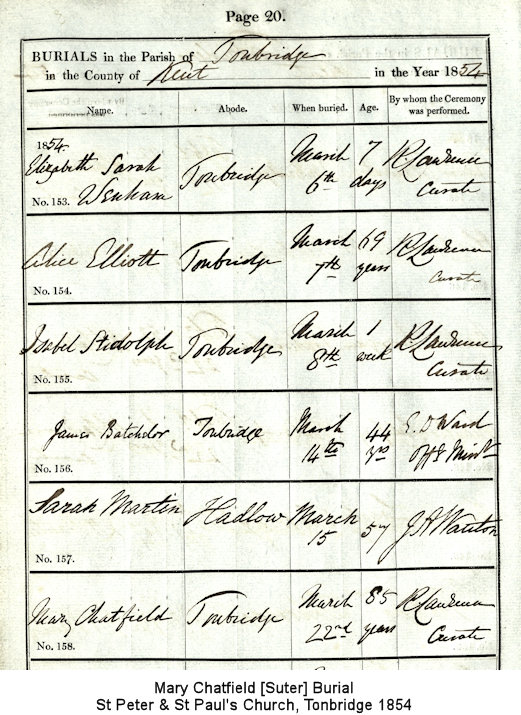 Page 20.
BURIALS in the Parish of Tonbridge
in the County of Kent in the Year 1854
Name. Abode. When buried. Age. By whom the Ceremony was performed.
1854.
Elizabeth Sarah Wenham Tonbridge March 6th 7 days R Lawrence Curate
No. 153.
Alice Elliott Tonbridge March 7th 69 years R Lawrence Curate
No. 154.
Isabel Stidolph Tonbridge March 8th 1 week R Lawrence Curate
No. 155.
James Batchelor Tonbridge March 14th 44 yrs E. D Ward Offg Minr
No. 156.
Sarah Martin Hadlow March 15 57
No. 157.
Mary Chatfield Tonbridge March 22nd 85 years R Lawrence Curate
No. 158.
Mary Chatfield [Suter] Burial
St Peter & St Paul's Church, Tonbridge 1854